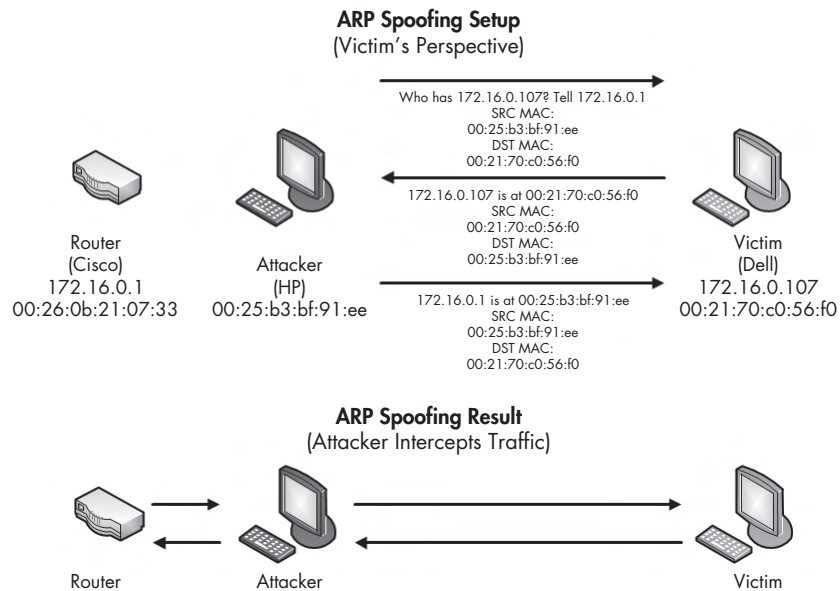 ARP Spoofing Setup
(Victim's Perspective)
Who has 172.16.0.107? Tell 172.16.0.1
SRC MAC:
00:25:b3:bf:91:ee
DST MAC:
00:21:70:c0:56:f0
172.16.0.107 is at 00:21:70:c0:56:f0
SRC MAC:
00:21:70:c0:56:f0
DST MAC:
00:25:b3:bf:91:ee
172.16.0.1 is at 00:25:b3:bf:91:ee
SRC MAC:
00:25:b3:bf:91:ee
DST MAC:
00:21:70:c0:56:f0
Router
(Cisco)
172.16.0.1
00:26:0b:21:07:33
Attacker
(HP)
00:25:b3:bf:91:ee
Victim
(Dell)
172.16.0.107
00:21:70:c0:56:f0
ARP Spoofing Result
(Attacker Intercepts Traffic)
Router
Attacker
Victim